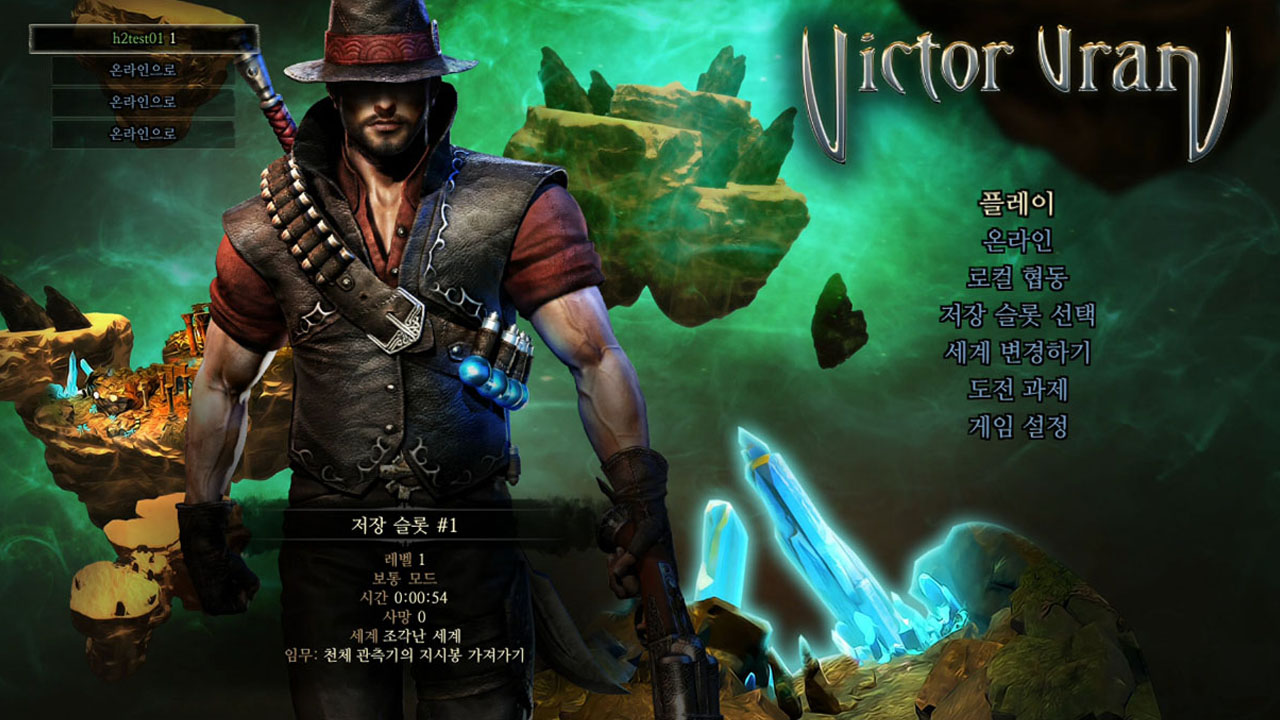 h2test01 1
온라인으로
온라인으로
온라인으로
Victor Vran
플레이
온라인
로컬 협동
저장 슬롯 선택
세계 변경하기
도전 과제
게임 설정
저장 슬롯 #1
레벨 1
보통 모드
시간 0:00:54
사망 0
세계 조각난 세계
임무: 천체 관측기의 지시봉 가져가기